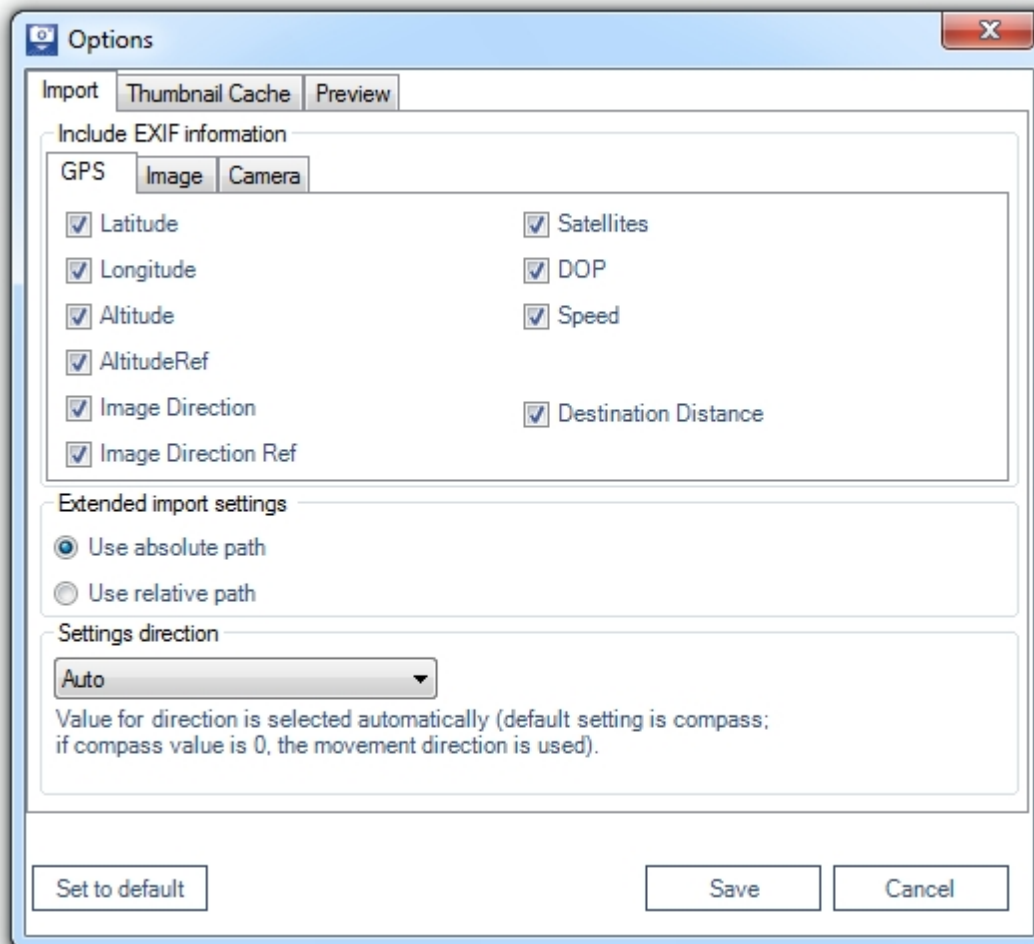 Options
Import Thumbnail Cache Preview
Include EXIF information
GPS Image Camera
Latitude Satellites
Longitude DOP
Altitude Speed
AltitudeRef
Image Direction Destination Distance
Image Direction Ref
Extended import settings
Use absolute path
Use relative path
Settings direction
Auto
Value for direction is selected automatically (default setting is compass;
if compass value is 0, the movement direction is used).
Set to default Save Cancel